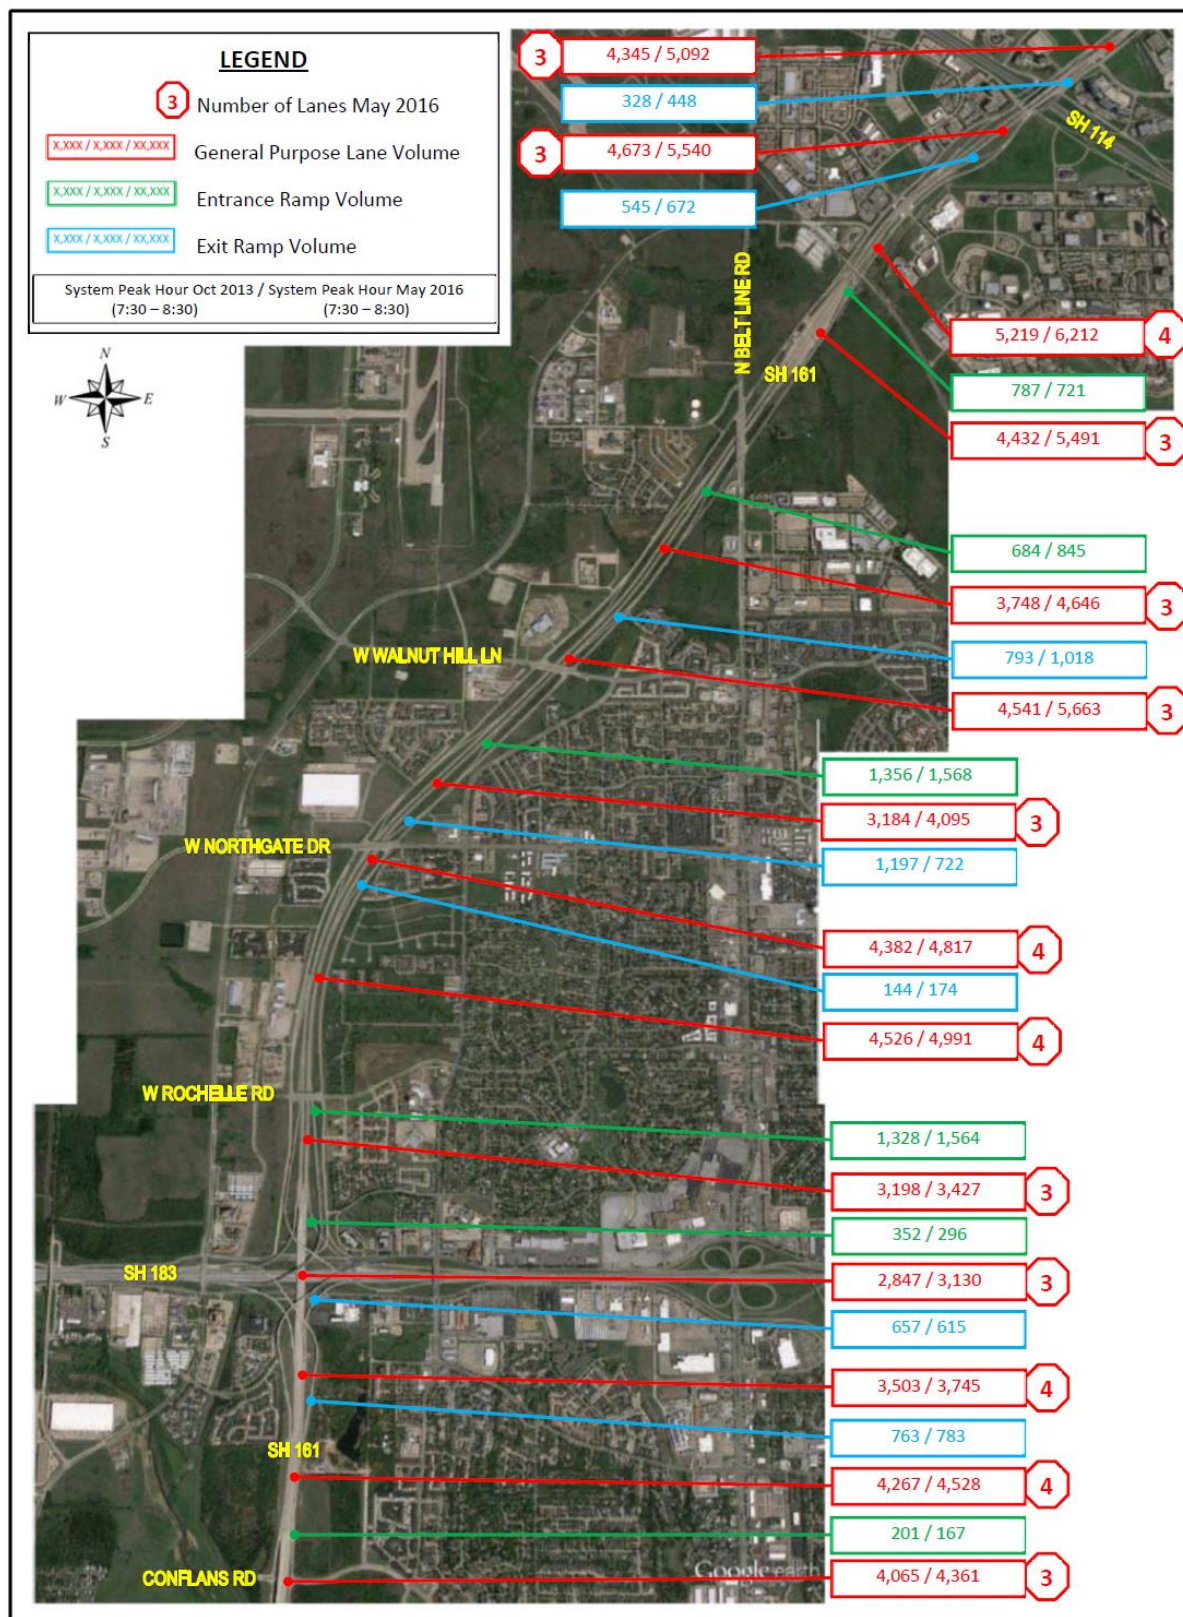 LEGEND
3 Number of Lanes May 2016
X,XXX / X,XXX / XX,XXX General Purpose Lane Volume
X,XXX / X,XXX / XX,XXX Entrance Ramp Volume
X,XXX / X,XXX / XX,XXX Exit Ramp Volume
System Peak Hour Oct 2013 / System Peak Hour May 2016
(7:30 – 8:30) (7:30 – 8:30)
N
W E
S
3 4,345 / 5,092
328 / 448
SH 114
3 4,673 / 5,540
545 / 672
N BELT LINE RD
5,219 / 6,212 4
SH 161
787 / 721
4,432 / 5,491 3
684 / 845
3,748 / 4,646 3
W WALNUT HILL LN
793 / 1,018
4,541 / 5,663 3
1,356 / 1,568
3,184 / 4,095 3
W NORTHGATE DR
1,197 / 722
4,382 / 4,817 4
144 / 174
4,526 / 4,991 4
W ROCHELLE RD
1,328 / 1,564
3,198 / 3,427 3
352 / 296
SH 183
2,847 / 3,130 3
657 / 615
3,503 / 3,745 4
763 / 783
SH 161
4,267 / 4,528 4
201 / 167
Google earth
CONFLANS RD
4,065 / 4,361 3